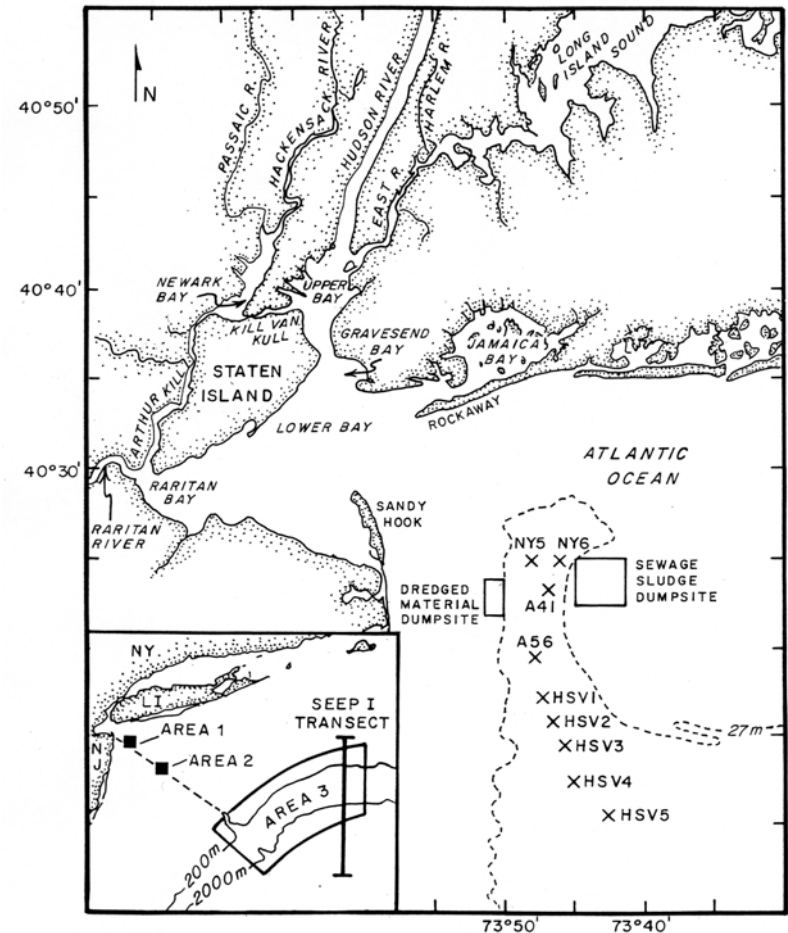 N
40°50'
40°40'
40°30'
PASSAIC R.
HACKENSACK RIVER
HUDSON RIVER
HARLEM R.
EAST R.
LONG
ISLAND
SOUND
NEWARK
BAY
UPPER
BAY
KILL VAN
KULL
GRAVESEND
BAY
JAMAICA
BAY
STATEN
ISLAND
ARTHUR KILL
LOWER BAY
ROCKAWAY
RARITAN
BAY
RARITAN
RIVER
SANDY
HOOK
ATLANTIC
OCEAN
NY5
NY6
DREDGED
MATERIAL
DUMPSITE
A41
SEWAGE
SLUDGE
DUMPSITE
A56
HSV1
HSV2
HSV3
HSV4
HSV5
27m
NY
LI
NJ
AREA 1
AREA 2
AREA 3
SEEP I
TRANSECT
200m
2000m
73°50'
73°40'